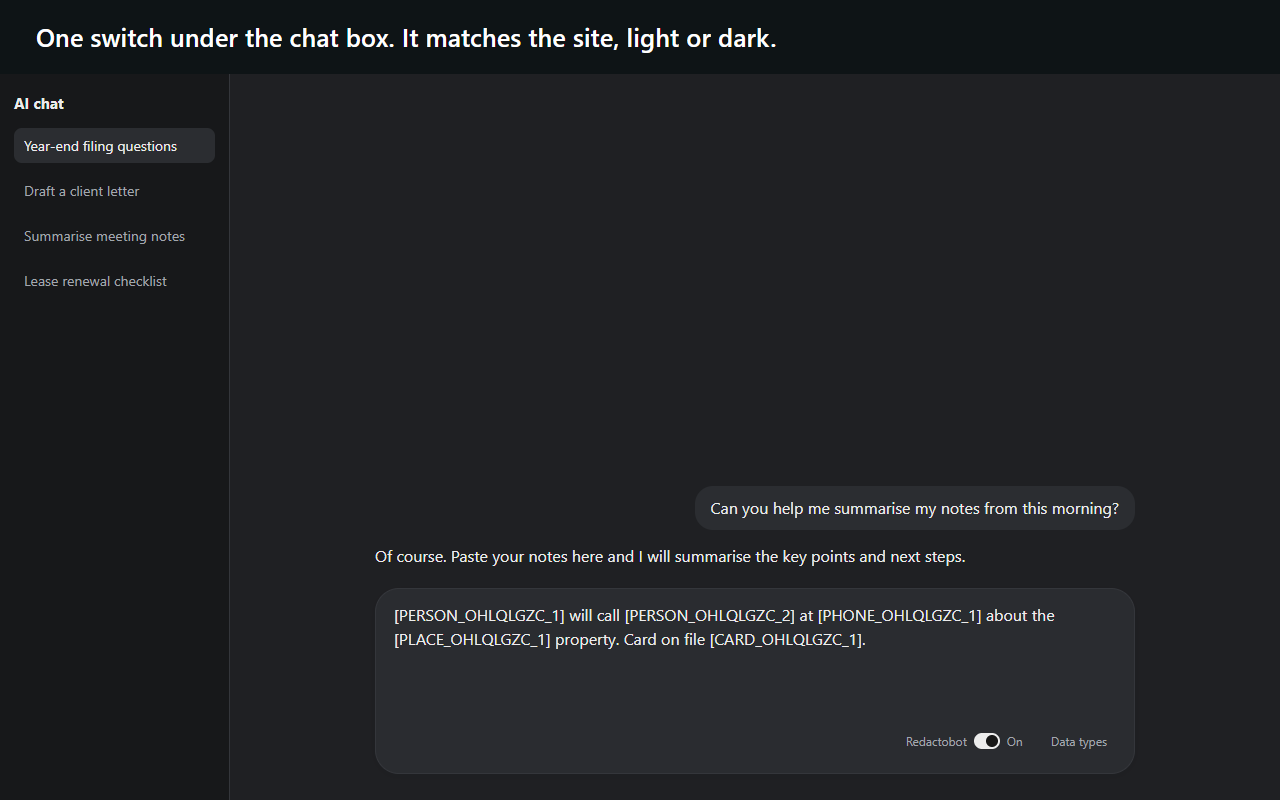 One switch under the chat box. It matches the site, light or dark.
AI chat
Year-end filing questions
Draft a client letter
Summarise meeting notes
Lease renewal checklist
Can you help me summarise my notes from this morning?
Of course. Paste your notes here and I will summarise the key points and next steps.
[PERSON_OHLQLGZC_1] will call [PERSON_OHLQLGZC_2] at [PHONE_OHLQLGZC_1] about the
[PLACE_OHLQLGZC_1] property. Card on file [CARD_OHLQLGZC_1].
Redactobot On Data types